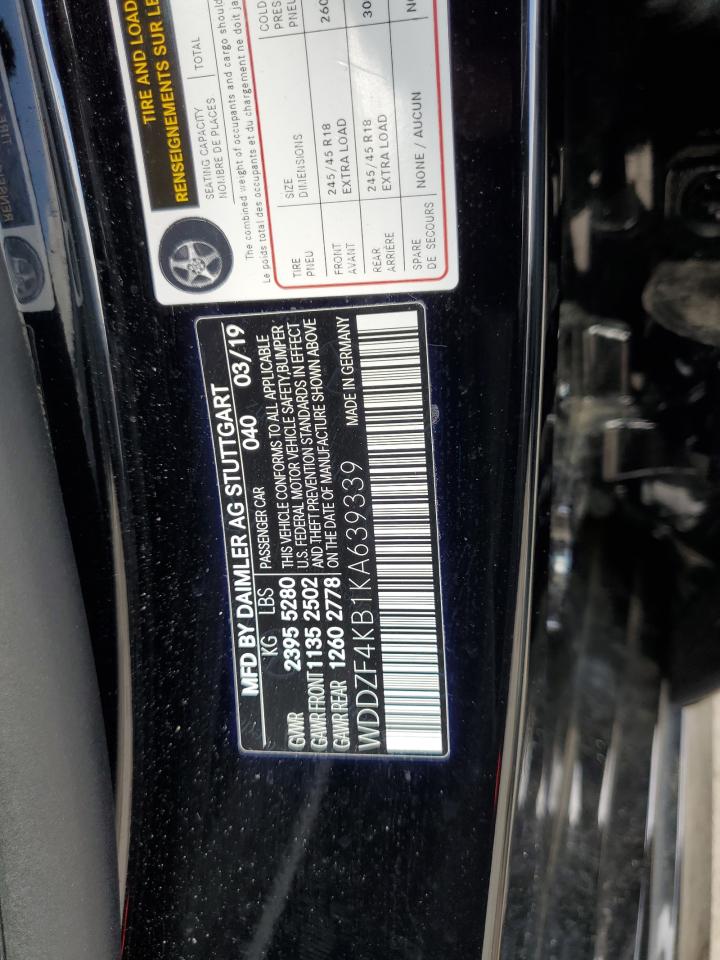 TIRE AND LOAD
RENSEIGNEMENTS SUR LE
SEATING CAPACITY
NOMBRE DE PLACES
TOTAL
The combined weight of occupants and cargo should
Le poids total des occupants et du chargement ne doit ja
TIRE
PNEU
SIZE
DIMENSIONS
COLD
PRES
PNEU
FRONT
AVANT
245/45 R18
EXTRA LOAD
260
REAR
ARRIÈRE
245/45 R18
EXTRA LOAD
30
SPARE
DE SECOURS
NONE / AUCUN
MFD BY DAIMLER AG STUTTGART
KG LBS PASSENGER CAR 040 03/19
GVWR 2395 5280 THIS VEHICLE CONFORMS TO ALL APPLICABLE
U.S. FEDERAL MOTOR VEHICLE SAFETY, BUMPER
GAWR FRONT 1135 2502 AND THEFT PREVENTION STANDARDS IN EFFECT
GAWR REAR 1260 2778 ON THE DATE OF MANUFACTURE SHOWN ABOVE
WDDZF4KB1KA639339 MADE IN GERMANY